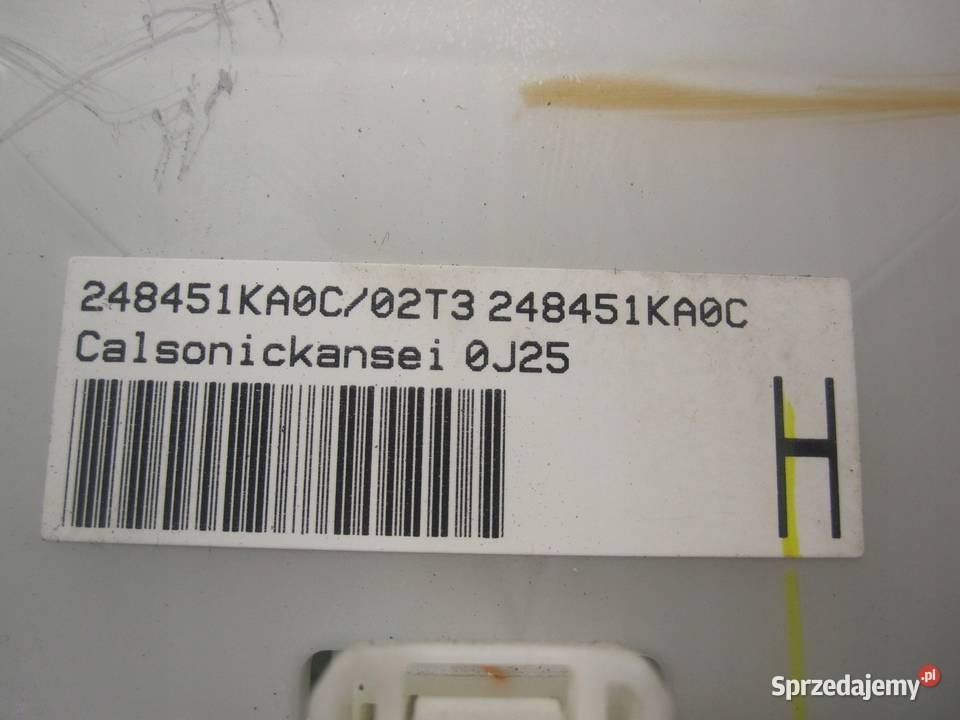 248451KA0C/02T3 248451KA0C
Calsonickansei 0J25
H
Sprzedajemy.pl